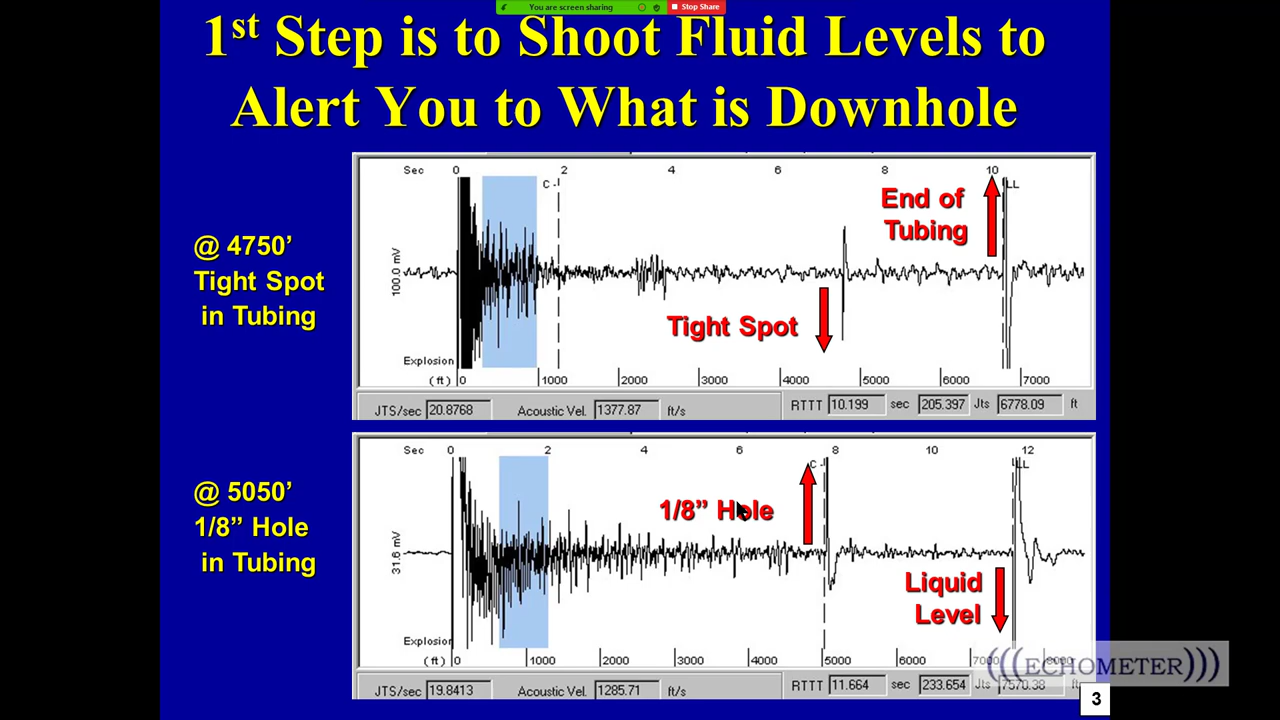 You are screen sharing
Stop Share
1st Step is to Shoot Fluid Levels to
Alert You to What is Downhole
@ 4750’
Tight Spot
in Tubing
Sec 0 2 4 6 8 10
C
LL
End of
Tubing
100.0 mV
Tight Spot
Explosion
(ft) 0 1000 2000 3000 4000 5000 6000 7000
JTS/sec 20.8768 Acoustic Vel. 1377.87 ft/s RTTT 10.199 sec 205.397 Jts 6778.09 ft
@ 5050’
1/8” Hole
in Tubing
Sec 0 2 4 6 8 10 12
C
LL
1/8” Hole
31.6 mV
Liquid
Level
Explosion
(ft) 0 1000 2000 3000 4000 5000 6000 7000 8000
JTS/sec 19.8413 Acoustic Vel. 1285.71 ft/s RTTT 11.664 sec 233.654 Jts 7570.38 ft
(((ECHOMETER)))
3